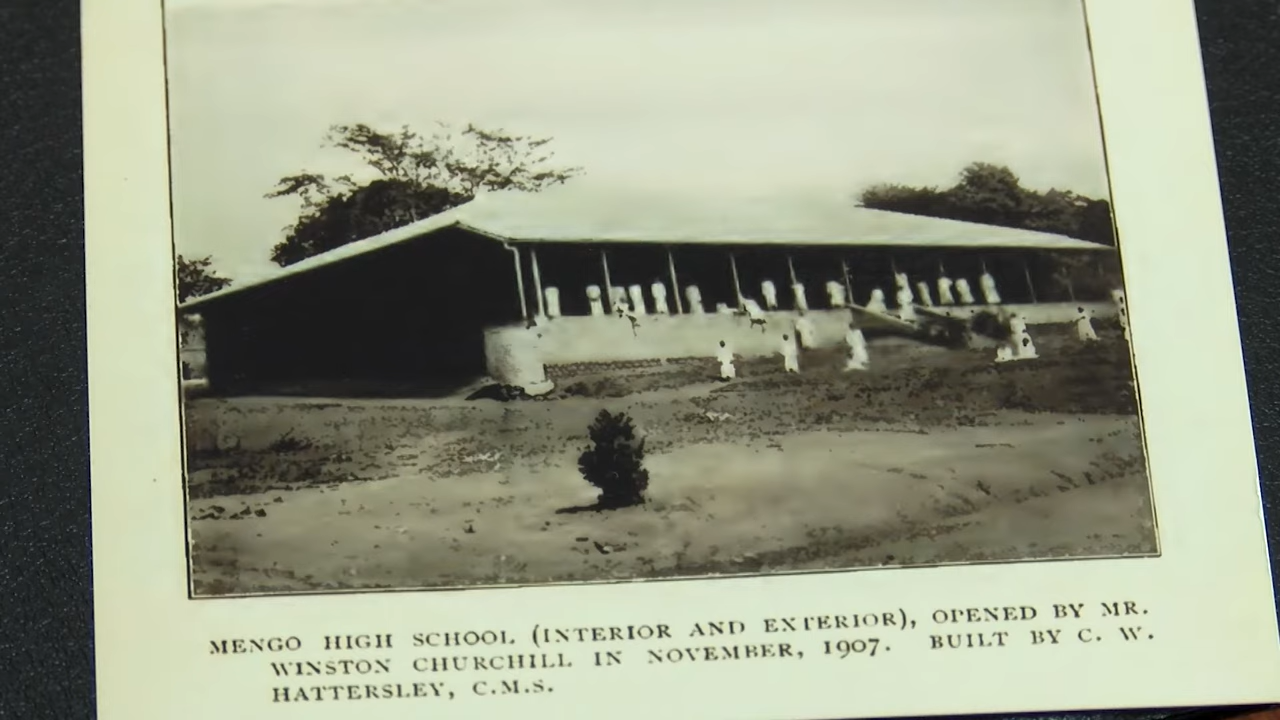 MENGO HIGH SCHOOL (INTERIOR AND EXTERIOR), OPENED BY MR.
WINSTON CHURCHILL IN NOVEMBER, 1907. BUILT BY C. W.
HATTERSLEY, C.M.S.